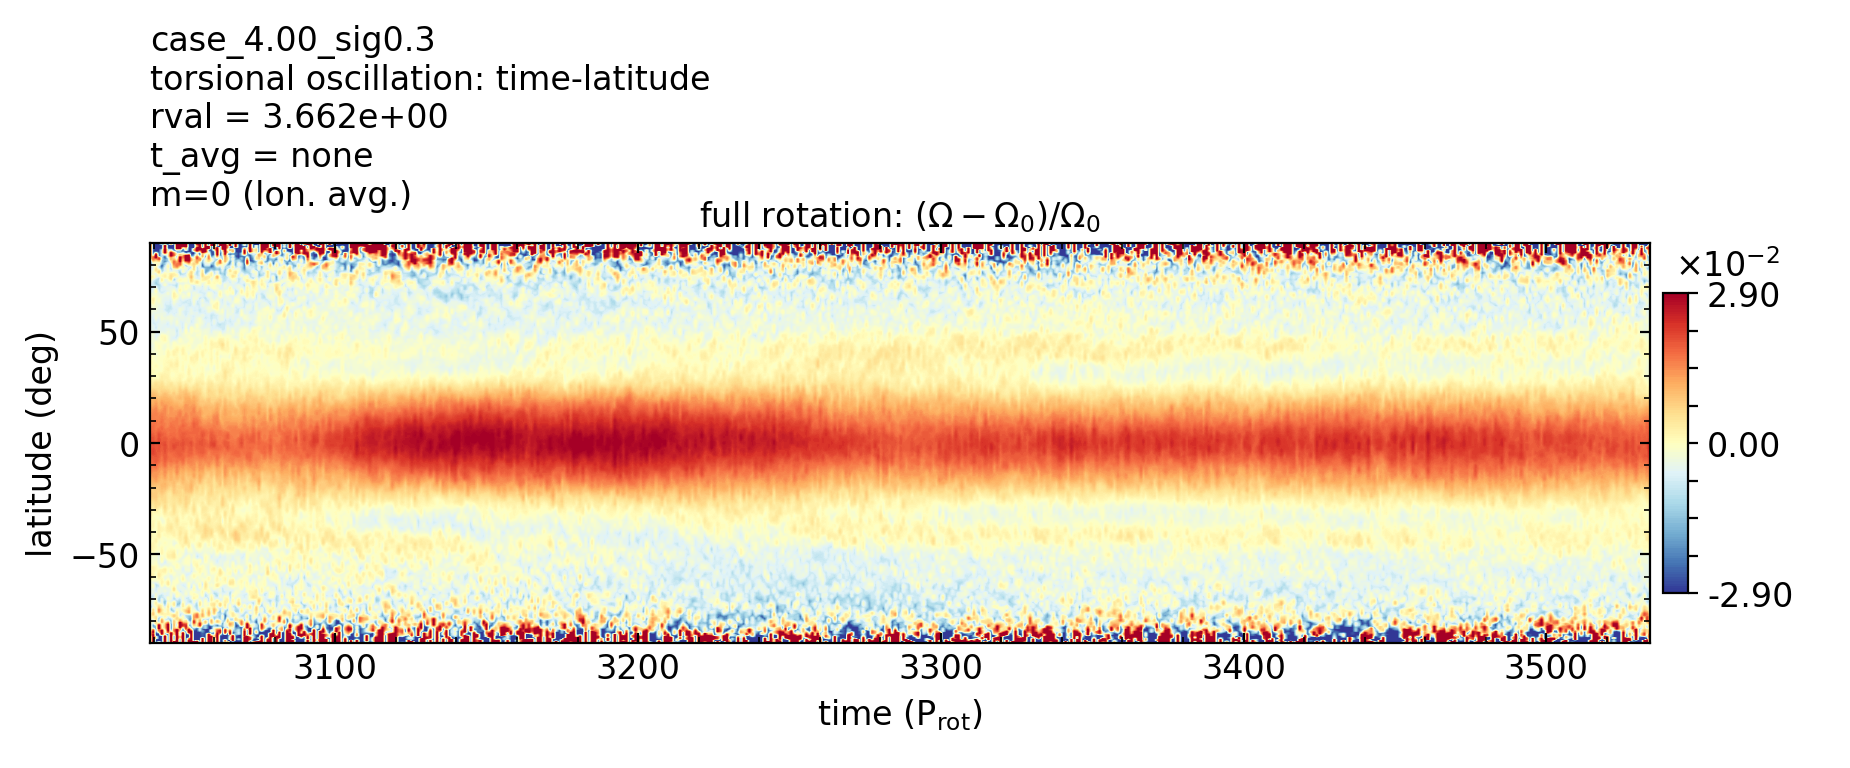 case_4.00_sig0.3
torsional oscillation: time-latitude
rval = 3.662e+00
t_avg = none
m=0 (lon. avg.)
full rotation: (Ω − Ω₀)/Ω₀
×10⁻²
2.90
0.00
-2.90
latitude (deg)
50
0
−50
3100 3200 3300 3400 3500
time (P_rot)